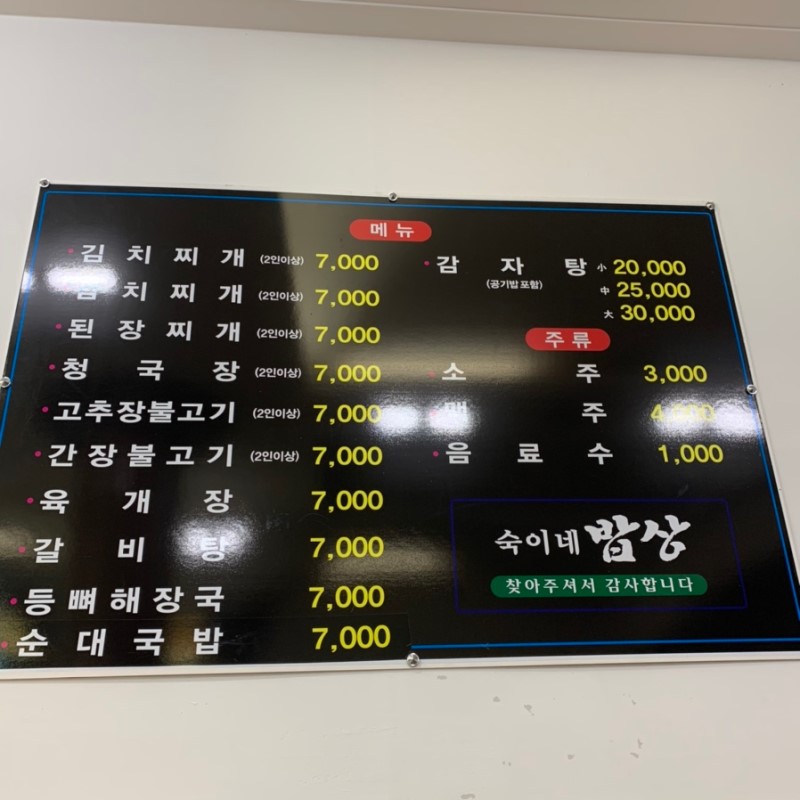 메뉴
김치찌개 (2인이상) 7,000
치찌개 (2인이상) 7,000
된장찌개 (2인이상) 7,000
청국장 (2인이상) 7,000
고추장불고기 (2인이상) 7,000
간장불고기 (2인이상) 7,000
육개장 7,000
갈비탕 7,000
등뼈해장국 7,000
순대국밥 7,000
감자탕 小 20,000
(공기밥포함) 中 25,000
大 30,000
주류
소주 3,000
맥주
음료수 1,000
숙이네 밥상
찾아주셔서 감사합니다